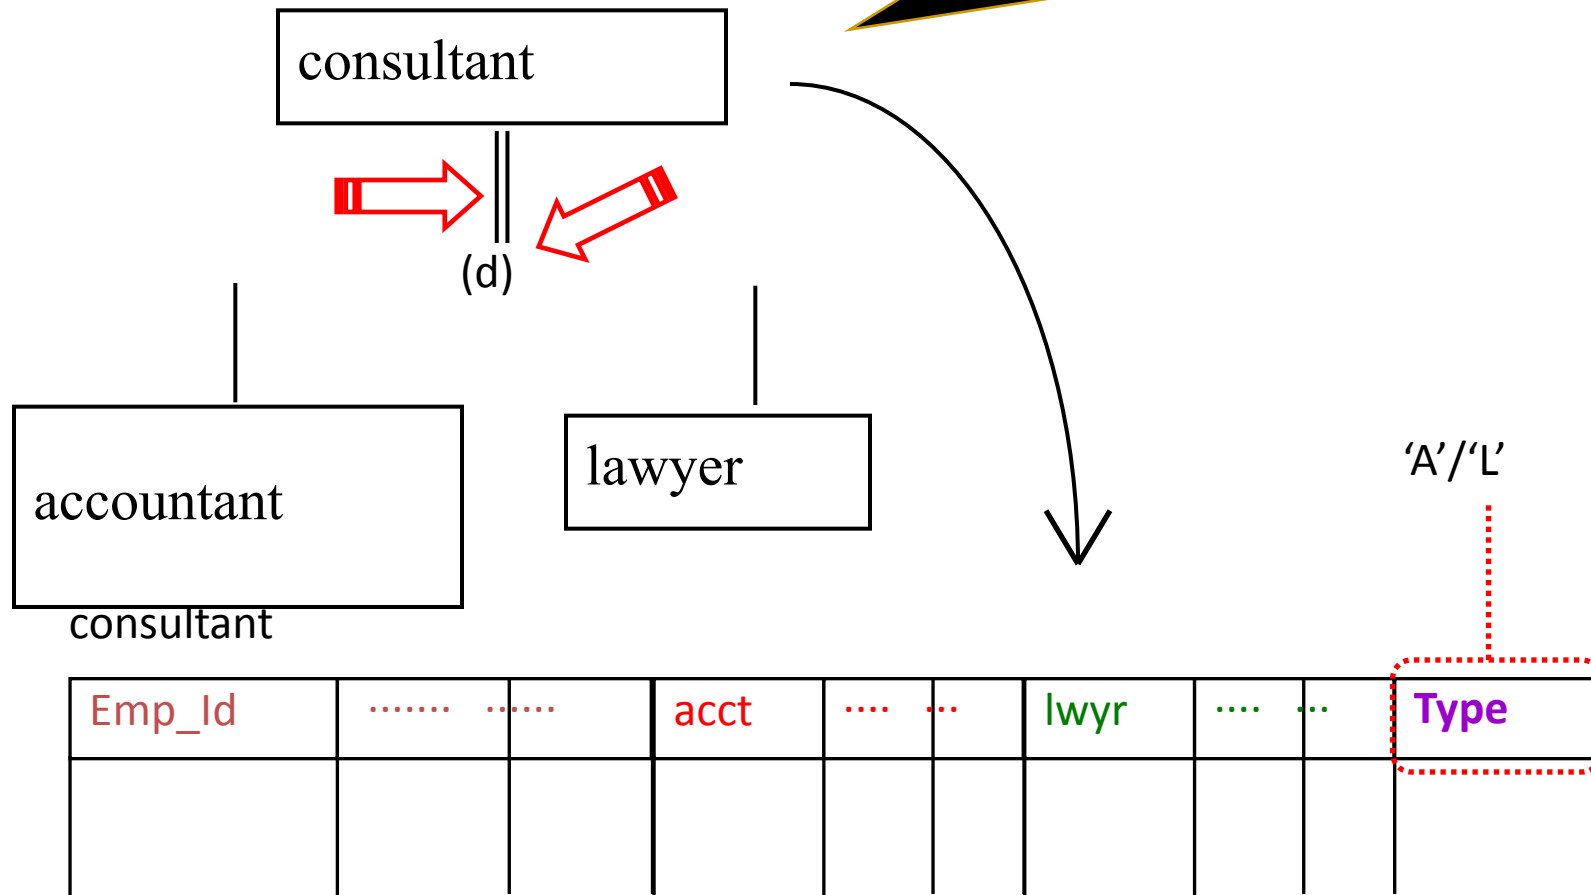 consultant
(d)
lawyer
‘A’/‘L’
accountant
consultant
Emp_Id ....... ...... acct .... ... lwyr .... ... Type